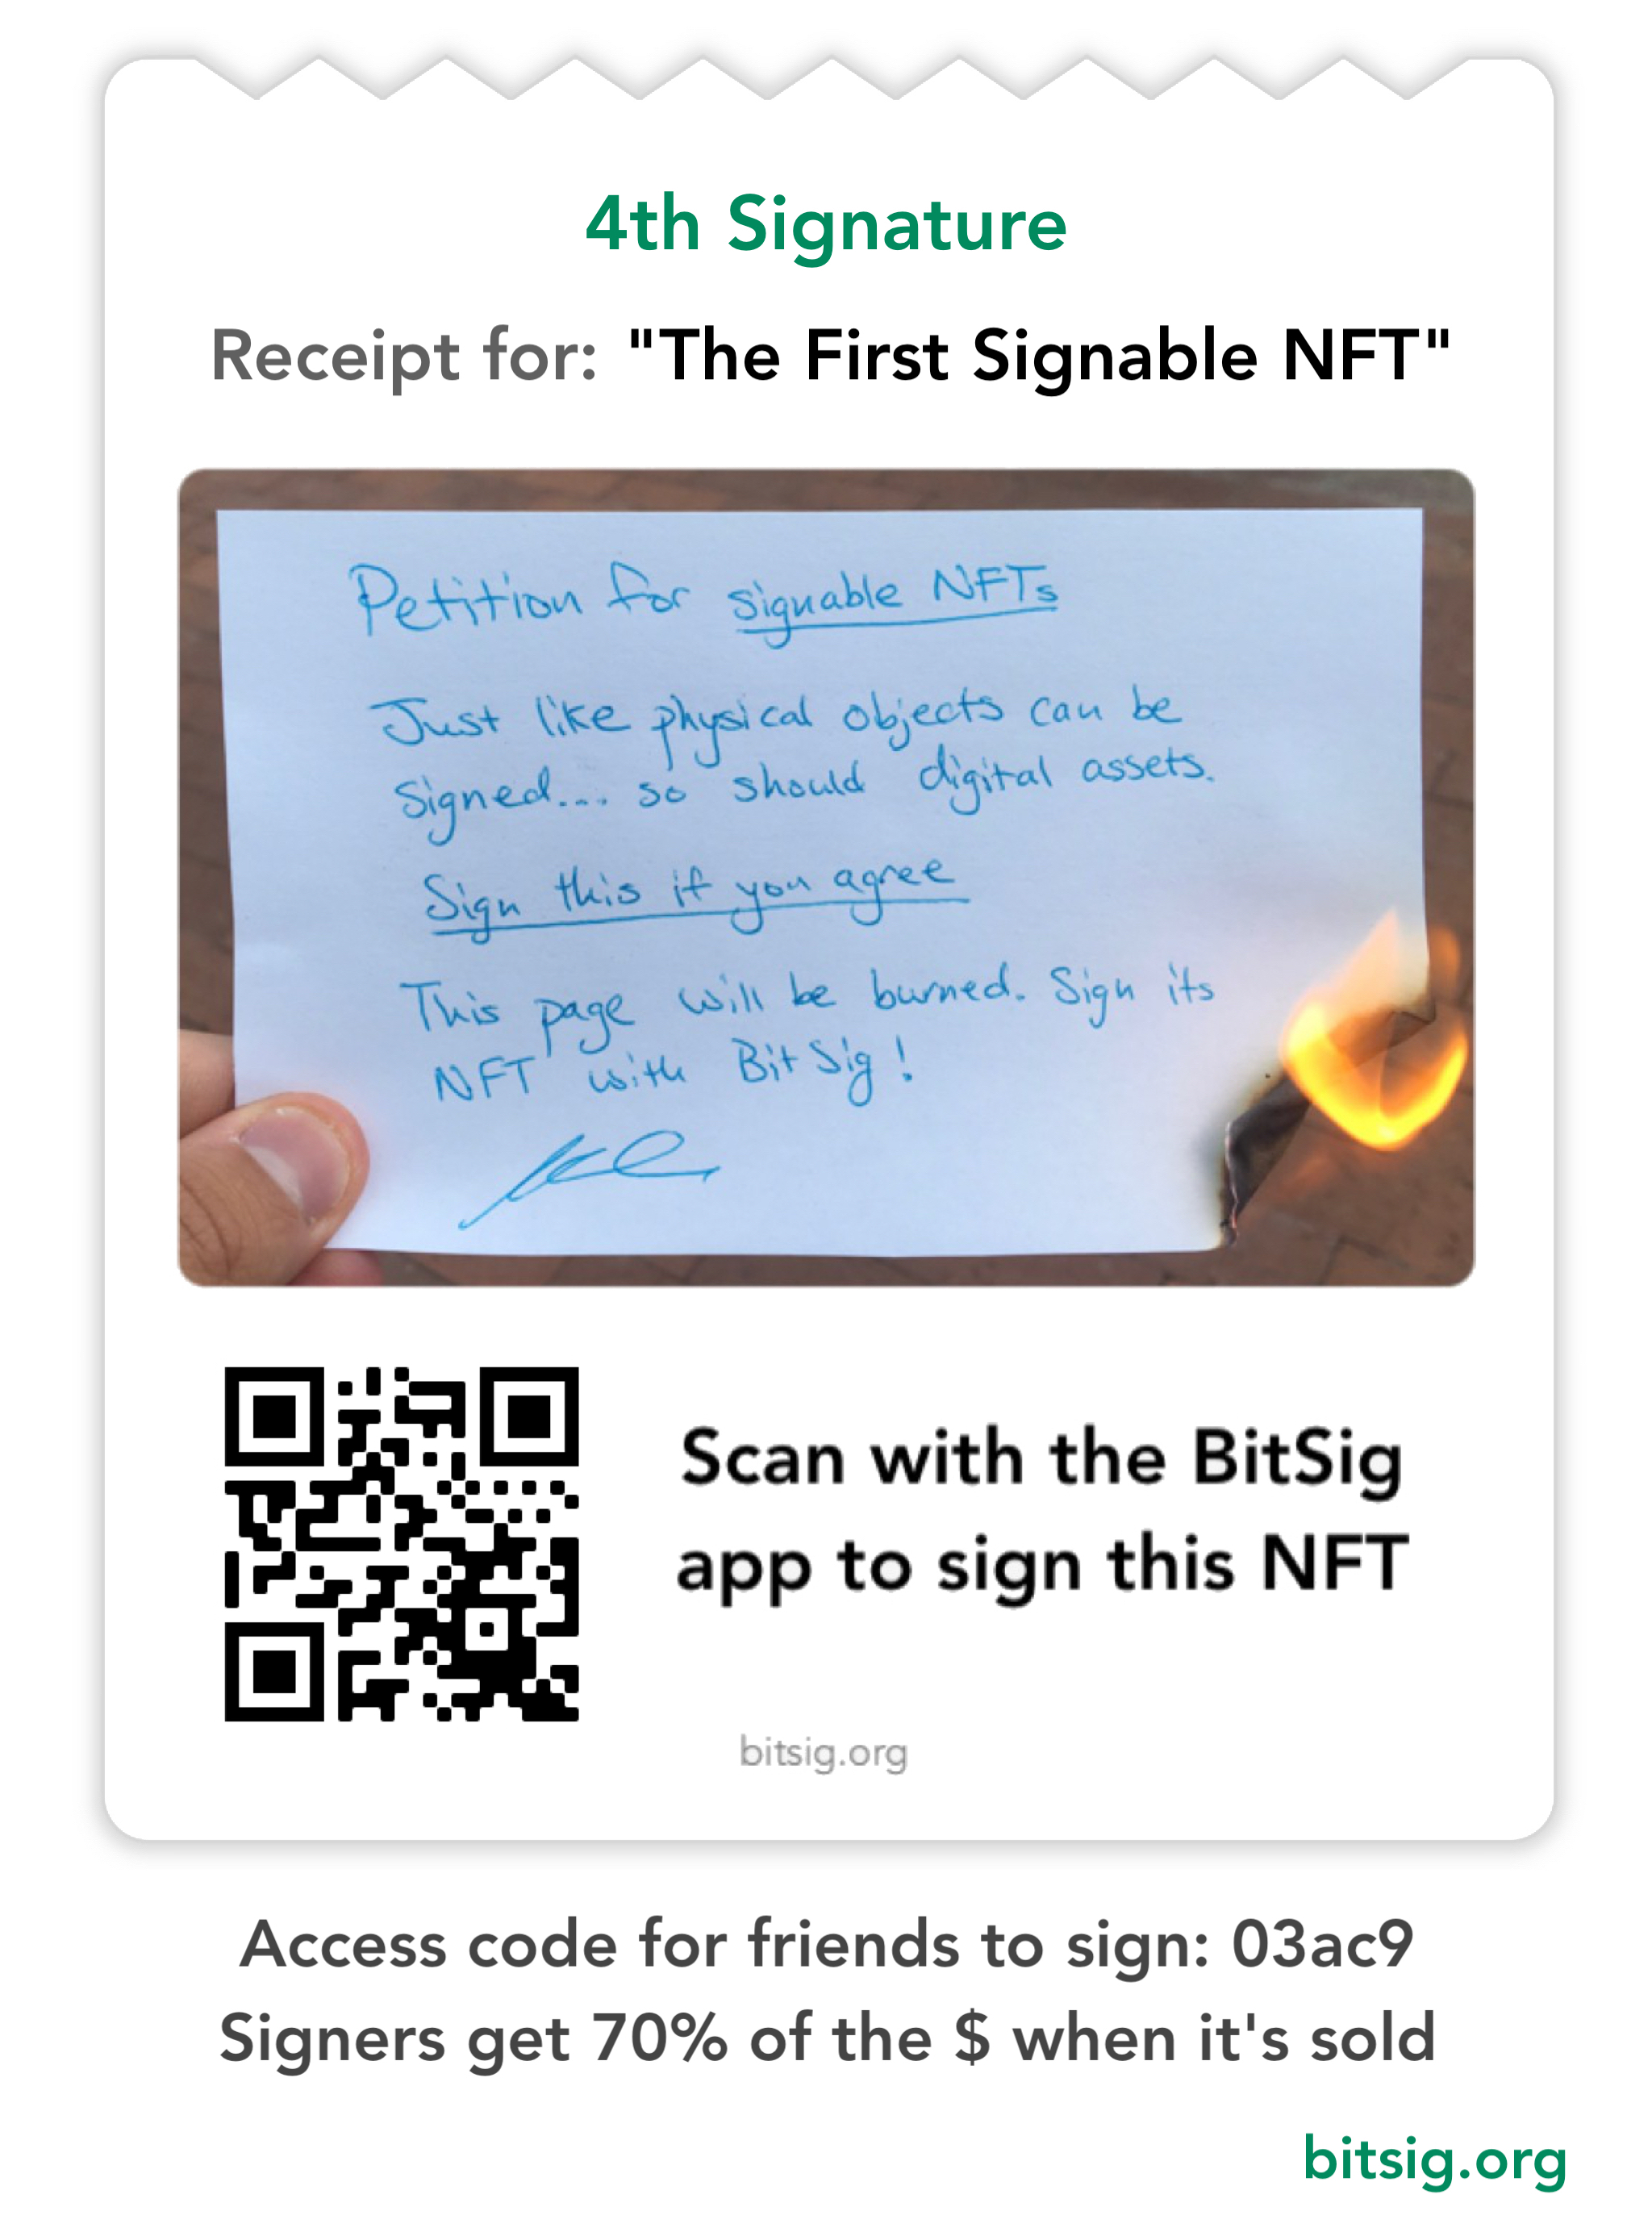 4th Signature
Receipt for: "The First Signable NFT"
Petition for signable NFTs
Just like physical objects can be
signed... so should digital assets.
Sign this if you agree
This page will be burned. Sign its
NFT with BitSig!
Scan with the BitSig
app to sign this NFT
bitsig.org
Access code for friends to sign: 03ac9
Signers get 70% of the $ when it's sold
bitsig.org